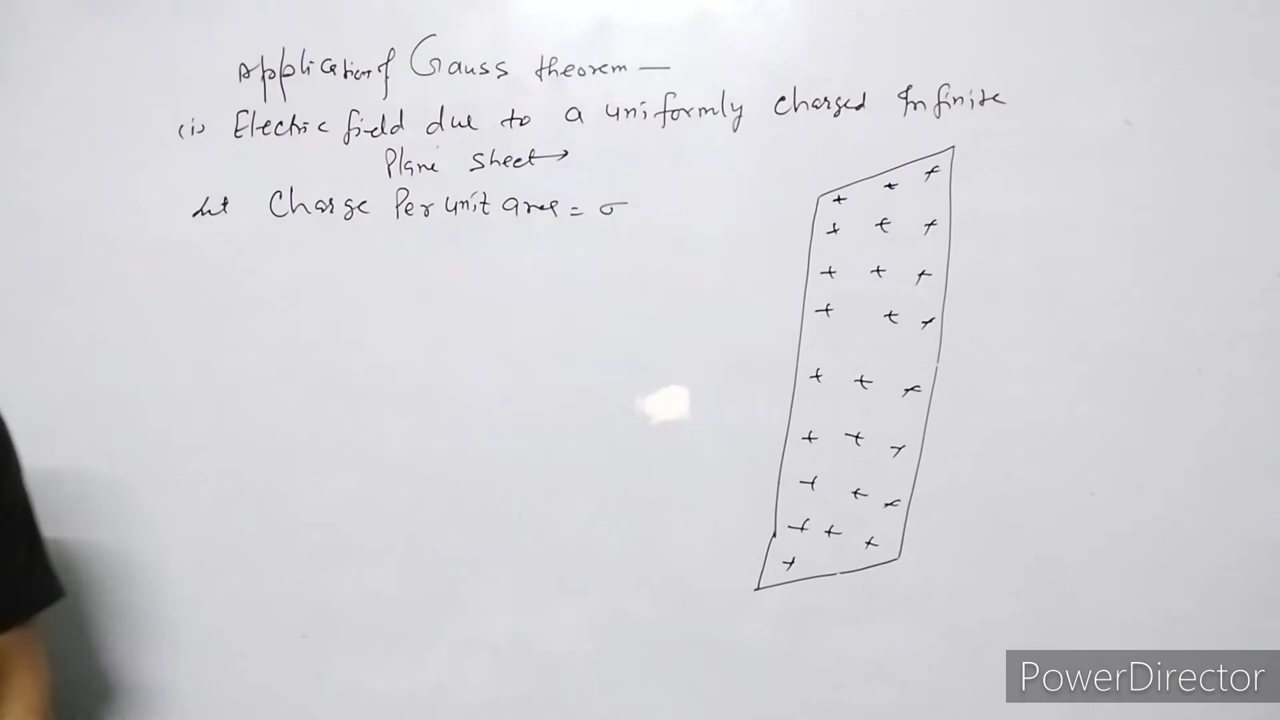 Application of Gauss theorem —
(i) Electric field due to a uniformly charged Infinite
Plane Sheet →
Let Charge Per unit area = σ
+ + +
+ + +
+ + +
+ + +
+ + +
+ + +
+ + +
+ + +
+
PowerDirector